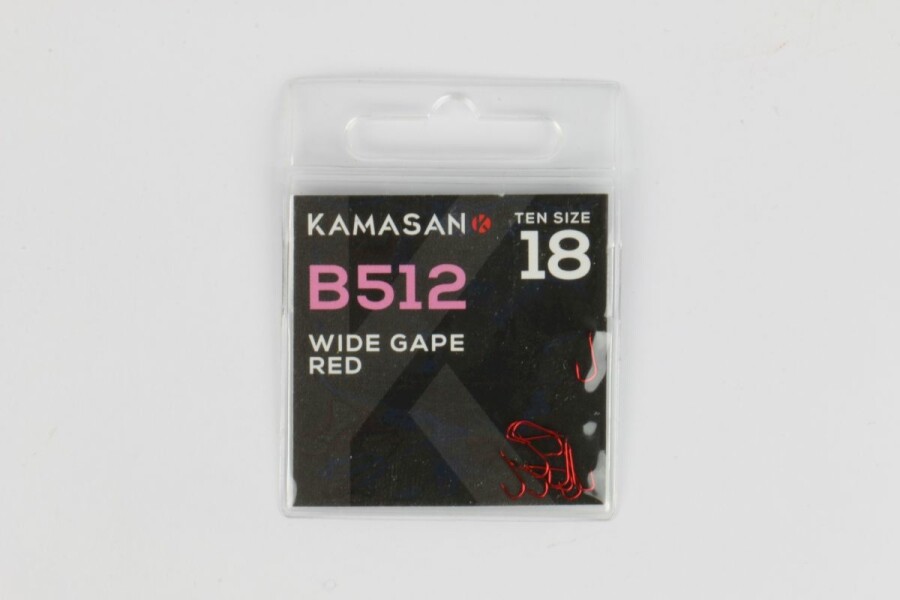 KAMASAN
TEN SIZE
18
B512
WIDE GAPE
RED